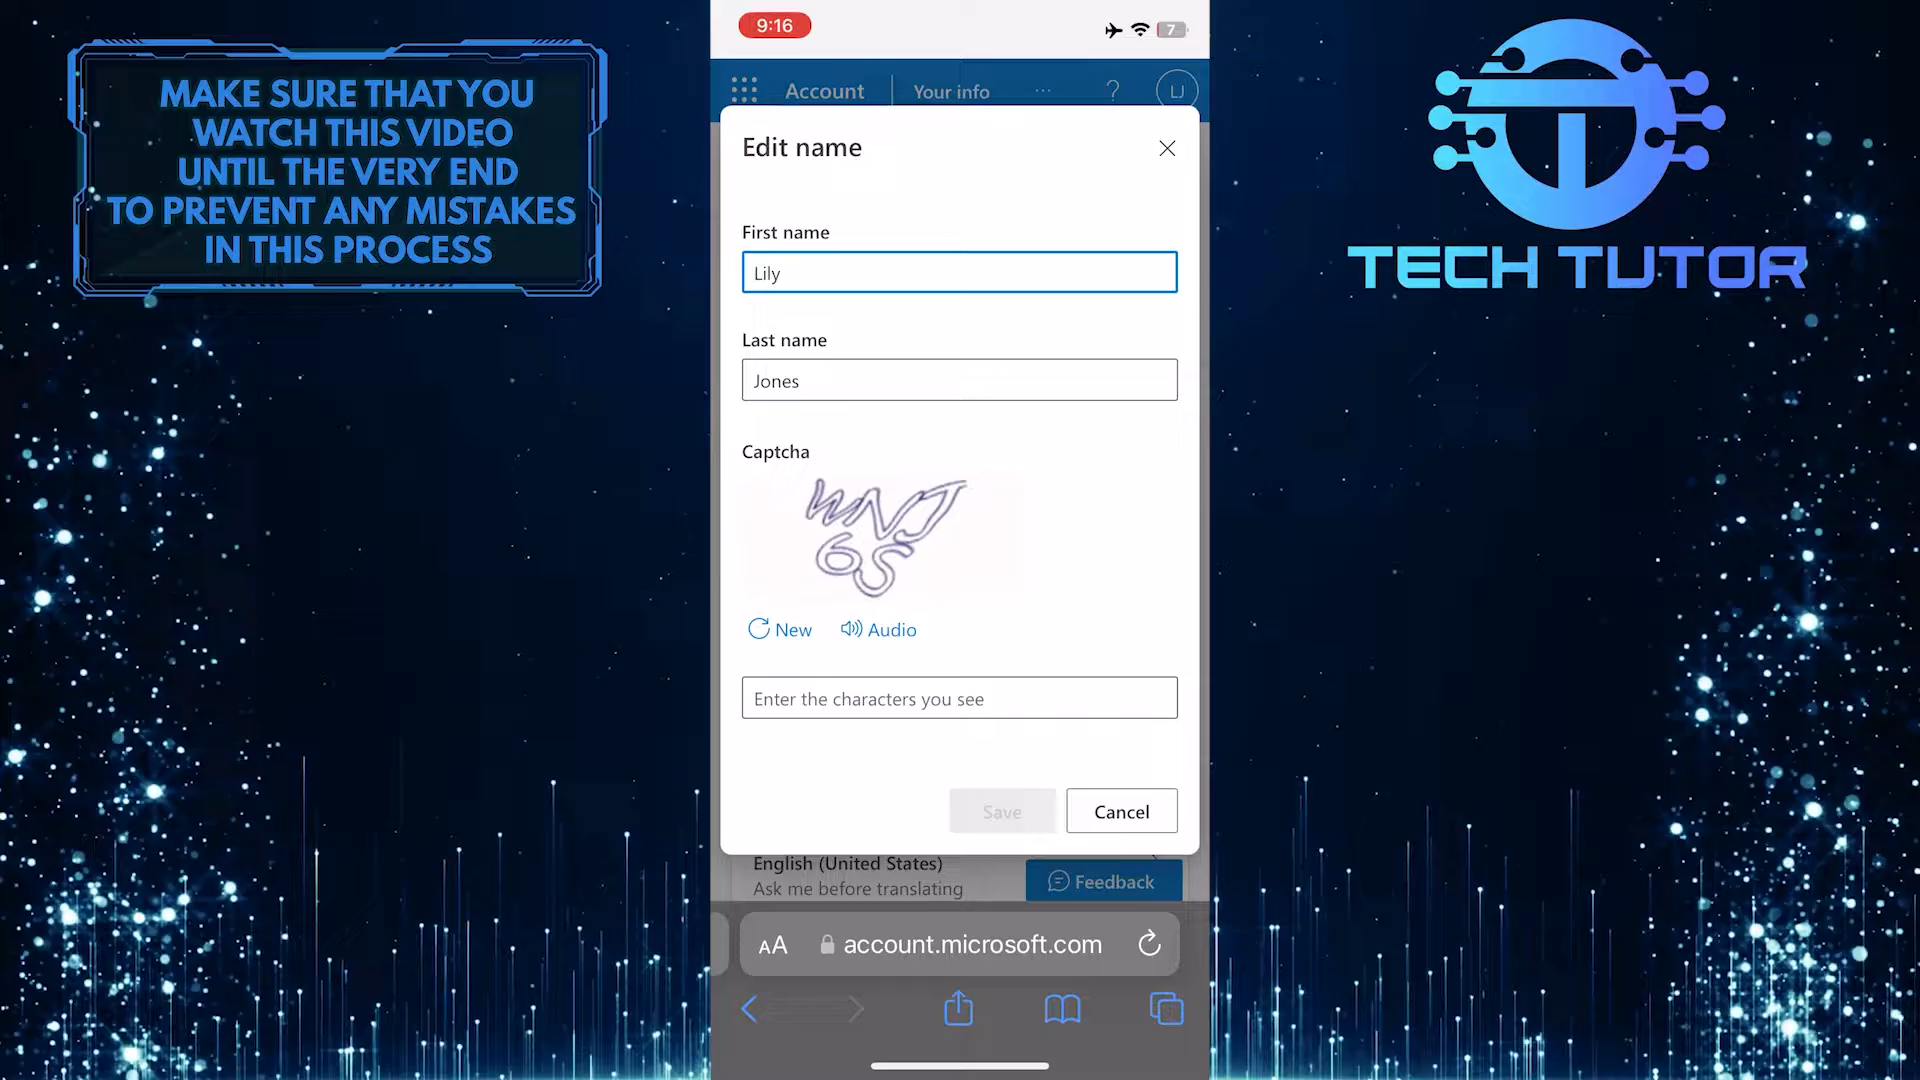 MAKE SURE THAT YOU
WATCH THIS VIDEO
UNTIL THE VERY END
TO PREVENT ANY MISTAKES
IN THIS PROCESS
9:16
7
Account
Your info
...
?
LJ
Edit name
First name
Lily
Last name
Jones
Captcha
WNJ
6S
New
Audio
Enter the characters you see
Save
Cancel
English (United States)
Ask me before translating
Feedback
AA
account.microsoft.com
TECH TUTOR